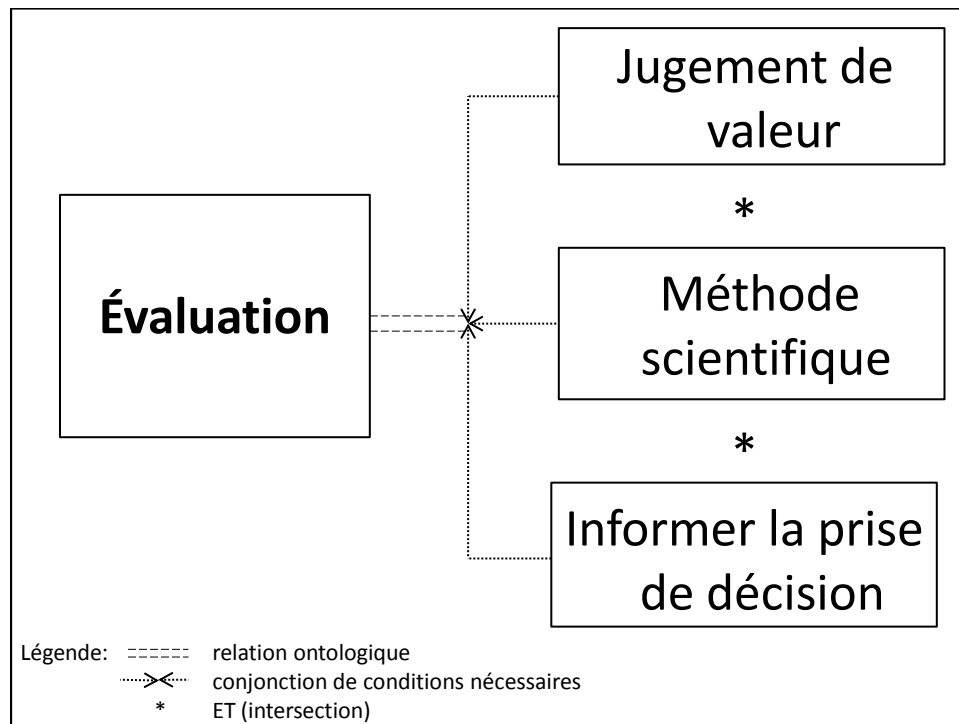 Jugement de
valeur
*
Évaluation
Méthode
scientifique
*
Informer la prise
de décision
Légende:
relation ontologique
conjonction de conditions nécessaires
* ET (intersection)